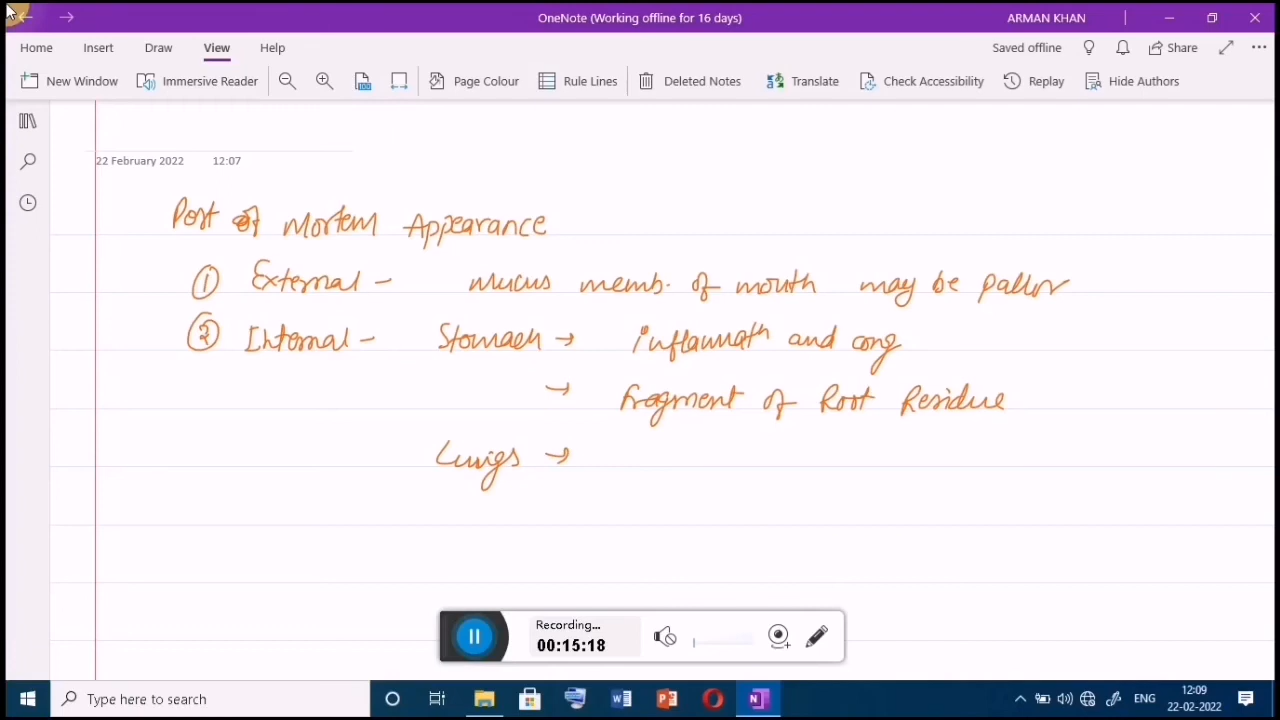 OneNote (Working offline for 16 days)
ARMAN KHAN
Home Insert Draw View Help
Saved offline Share
New Window Immersive Reader Page Colour Rule Lines Deleted Notes Translate Check Accessibility Replay Hide Authors
22 February 2022 12:07
Post of Mortem Appearance
① External - Mucus memb. of mouth may be pallor
② Internal - Stomach → inflammatn and cong
→ fragment of Root Residue
Lungs →
Recording...
00:15:18
Type here to search
ENG
12:09
22-02-2022